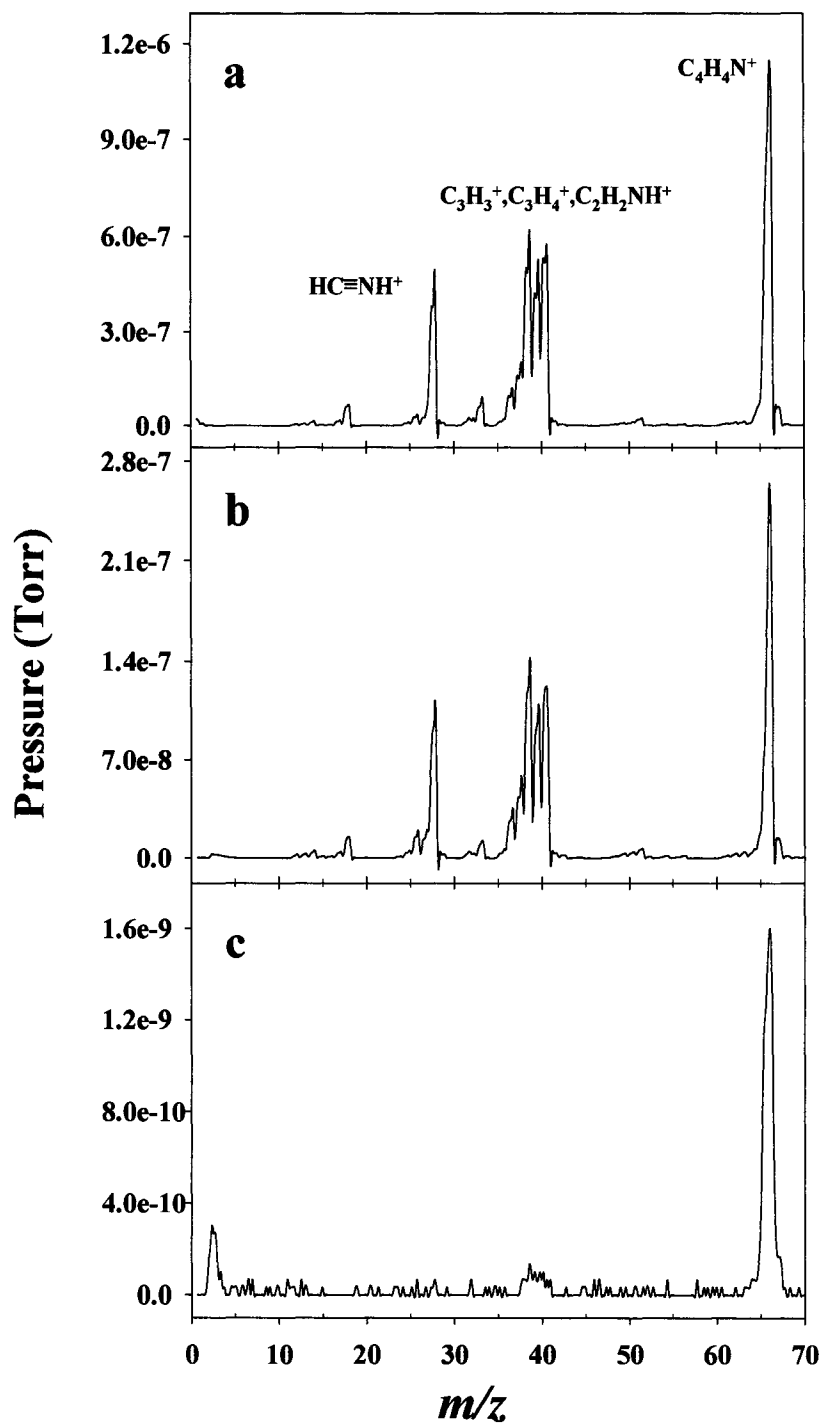 1.2e-6
a
C₄H₄N⁺
9.0e-7
C₃H₃⁺,C₃H₄⁺,C₂H₂NH⁺
6.0e-7
HC≡NH⁺
3.0e-7
0.0
2.8e-7
b
2.1e-7
1.4e-7
7.0e-8
0.0
Pressure (Torr)
1.6e-9
c
1.2e-9
8.0e-10
4.0e-10
0.0
0 10 20 30 40 50 60 70
m/z